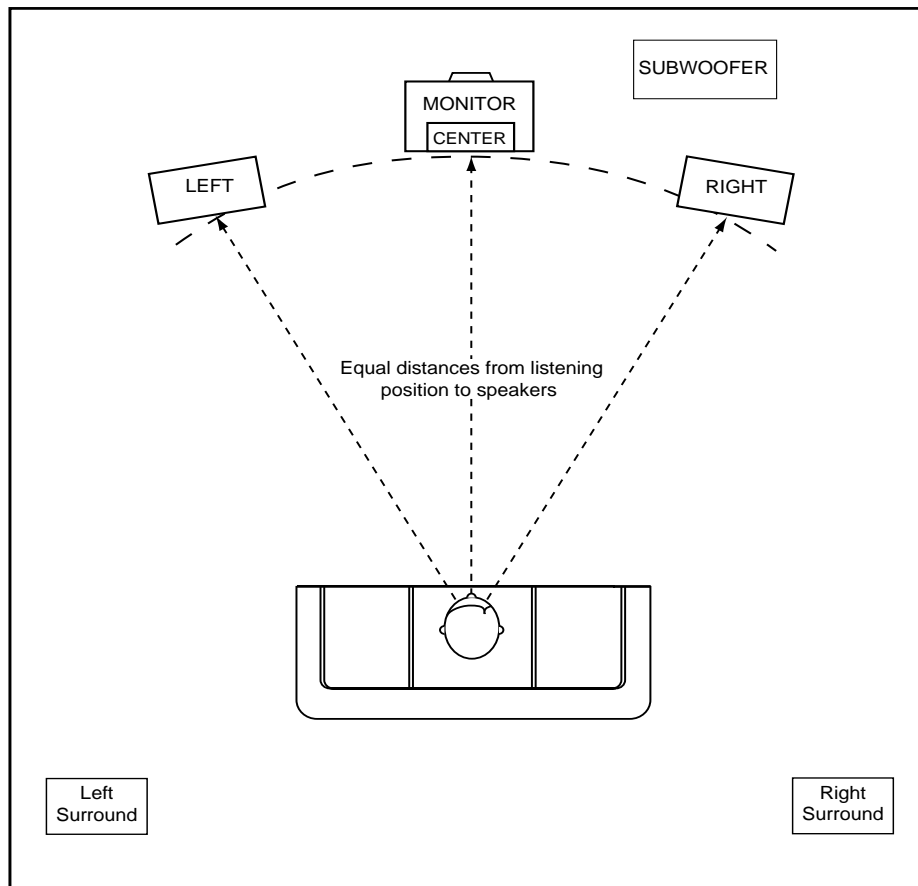 SUBWOOFER
MONITOR
CENTER
LEFT
RIGHT
Equal distances from listening
position to speakers
Left
Surround
Right
Surround